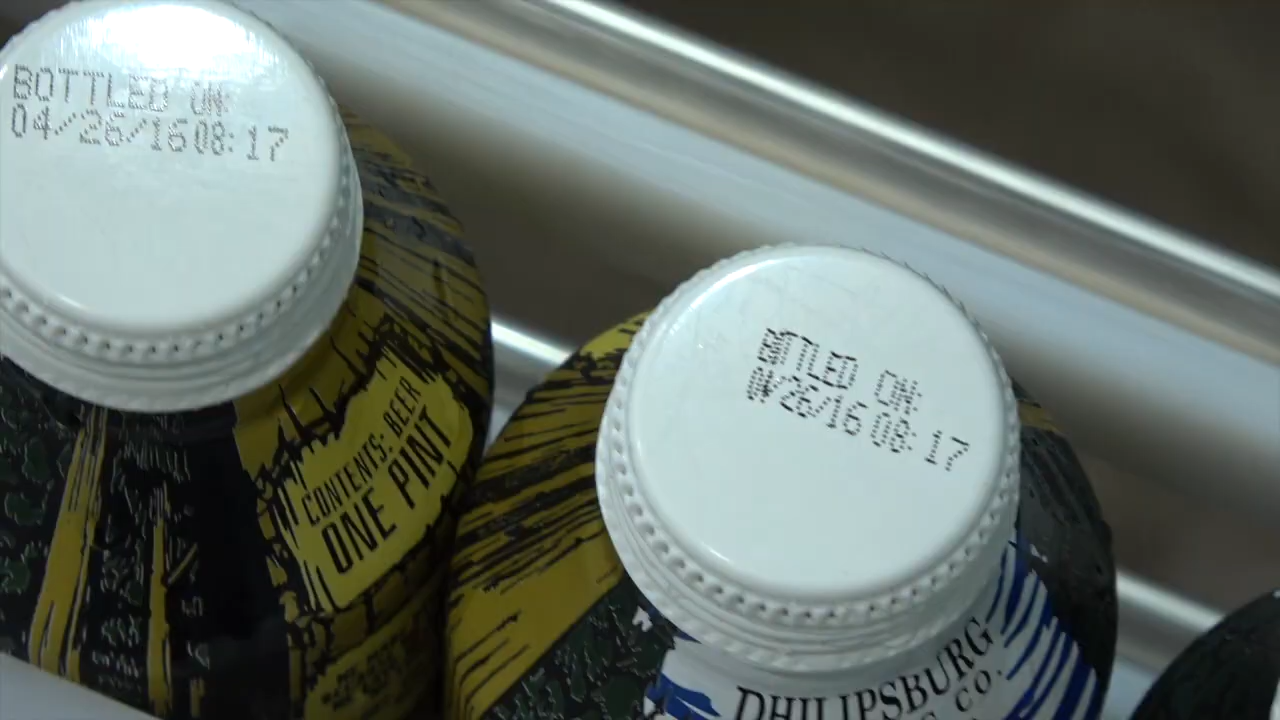 BOTTLED ON:
04/26/16 08:17
CONTENTS: BEER
ONE PINT
BOTTLED ON:
04/26/16 08:17
PHILIPSBURG
CO.